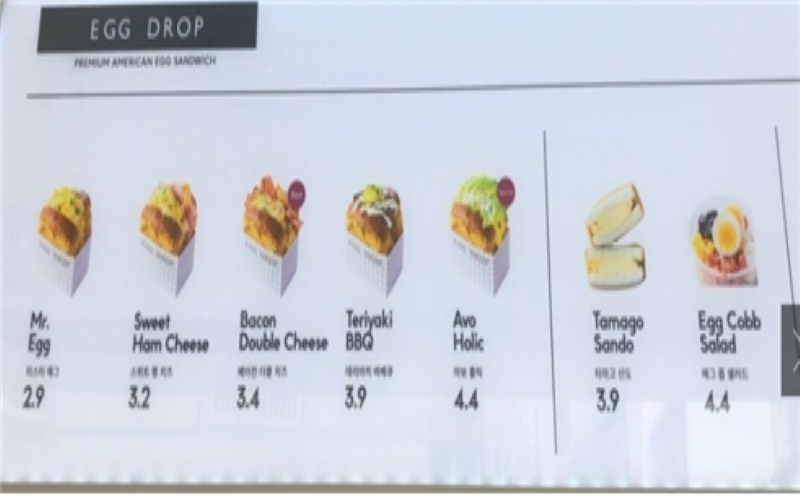 EGG DROP
PREMIUM AMERICAN EGG SANDWICH
Mr.
Egg
미스터 에그
2.9
Sweet
Ham Cheese
스위트 햄 치즈
3.2
Bacon
Double Cheese
베이컨 더블 치즈
3.4
Teriyaki
BBQ
데리야끼 바베큐
3.9
Avo
Holic
아보 홀릭
4.4
Tamago
Sando
타마고 산도
3.9
Egg Cobb
Salad
에그 콥 샐러드
4.4